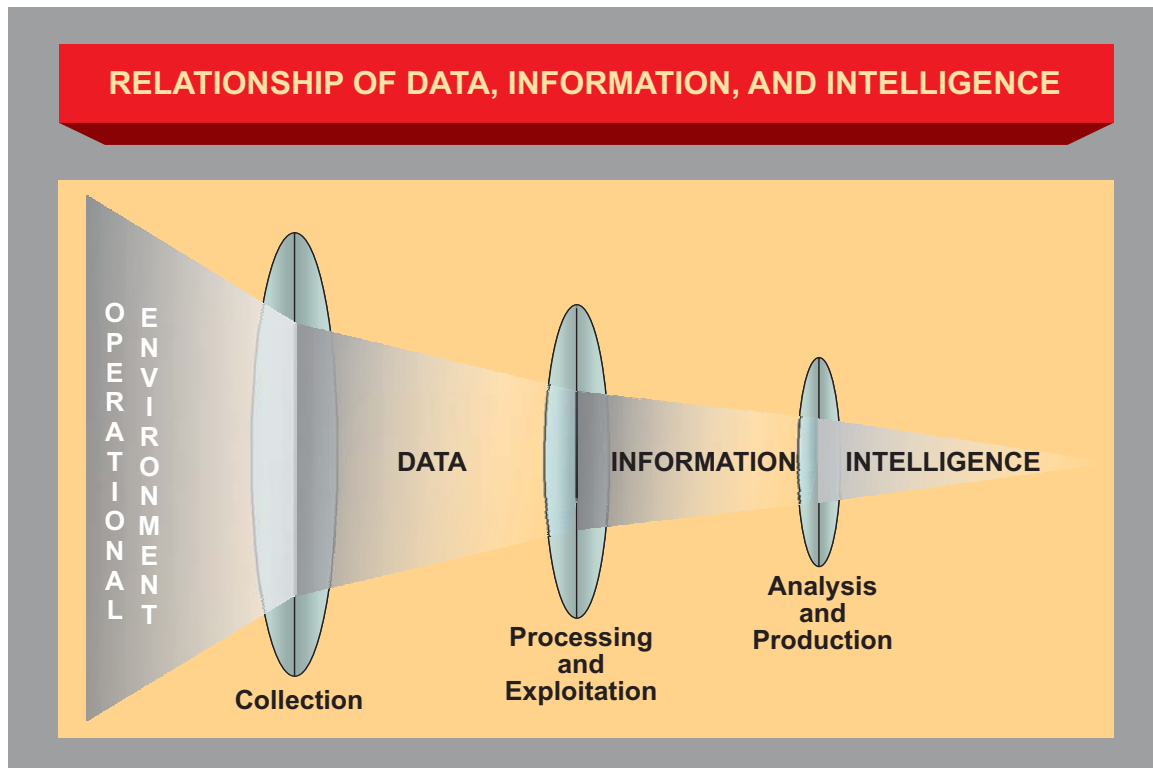 RELATIONSHIP OF DATA, INFORMATION, AND INTELLIGENCE
OPERATIONAL
ENVIRONMENT
DATA
INFORMATION
INTELLIGENCE
Collection
Processing
and
Exploitation
Analysis
and
Production